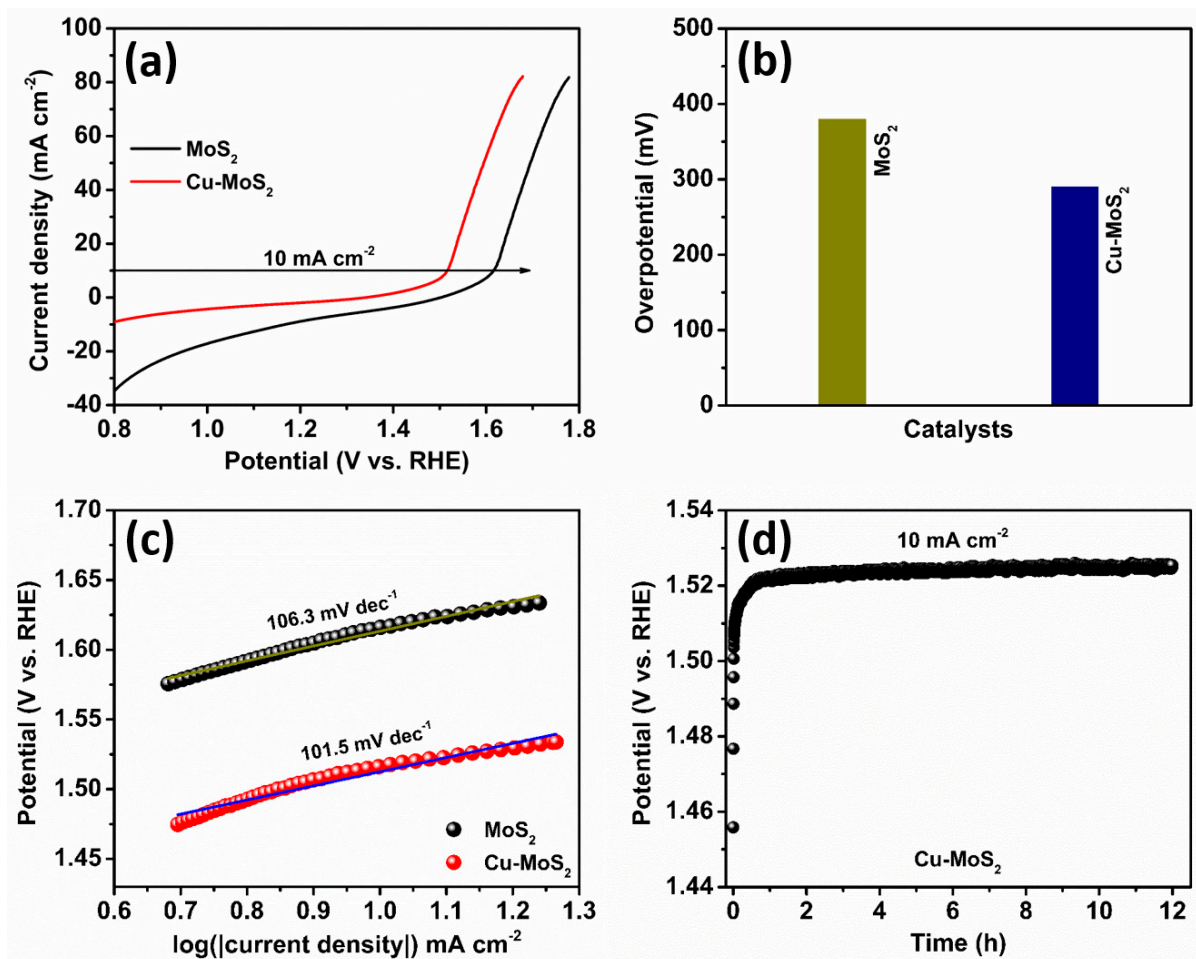 (a)
80
60
40
20
0
-20
-40
Current density (mA cm⁻²)
MoS₂
Cu-MoS₂
10 mA cm⁻²
0.8 1.0 1.2 1.4 1.6 1.8
Potential (V vs. RHE)
(b)
500
400
300
200
100
0
Overpotential (mV)
MoS₂
Cu-MoS₂
Catalysts
(c)
1.70
1.65
1.60
1.55
1.50
1.45
Potential (V vs. RHE)
106.3 mV dec⁻¹
101.5 mV dec⁻¹
MoS₂
Cu-MoS₂
0.6 0.7 0.8 0.9 1.0 1.1 1.2 1.3
log(|current density|) mA cm⁻²
(d)
1.54
1.52
1.50
1.48
1.46
1.44
Potential (V vs. RHE)
10 mA cm⁻²
Cu-MoS₂
0 2 4 6 8 10 12
Time (h)